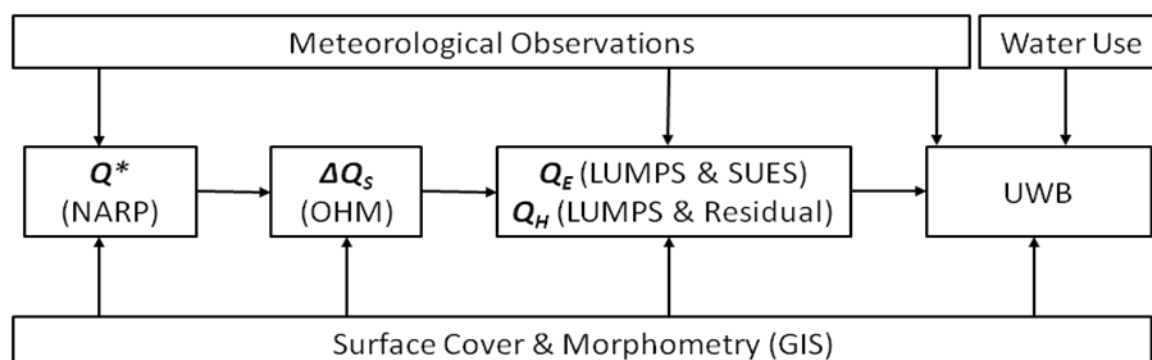 Meteorological Observations
Water Use
Q*
(NARP)
ΔQS
(OHM)
QE (LUMPS & SUES)
QH (LUMPS & Residual)
UWB
Surface Cover & Morphometry (GIS)